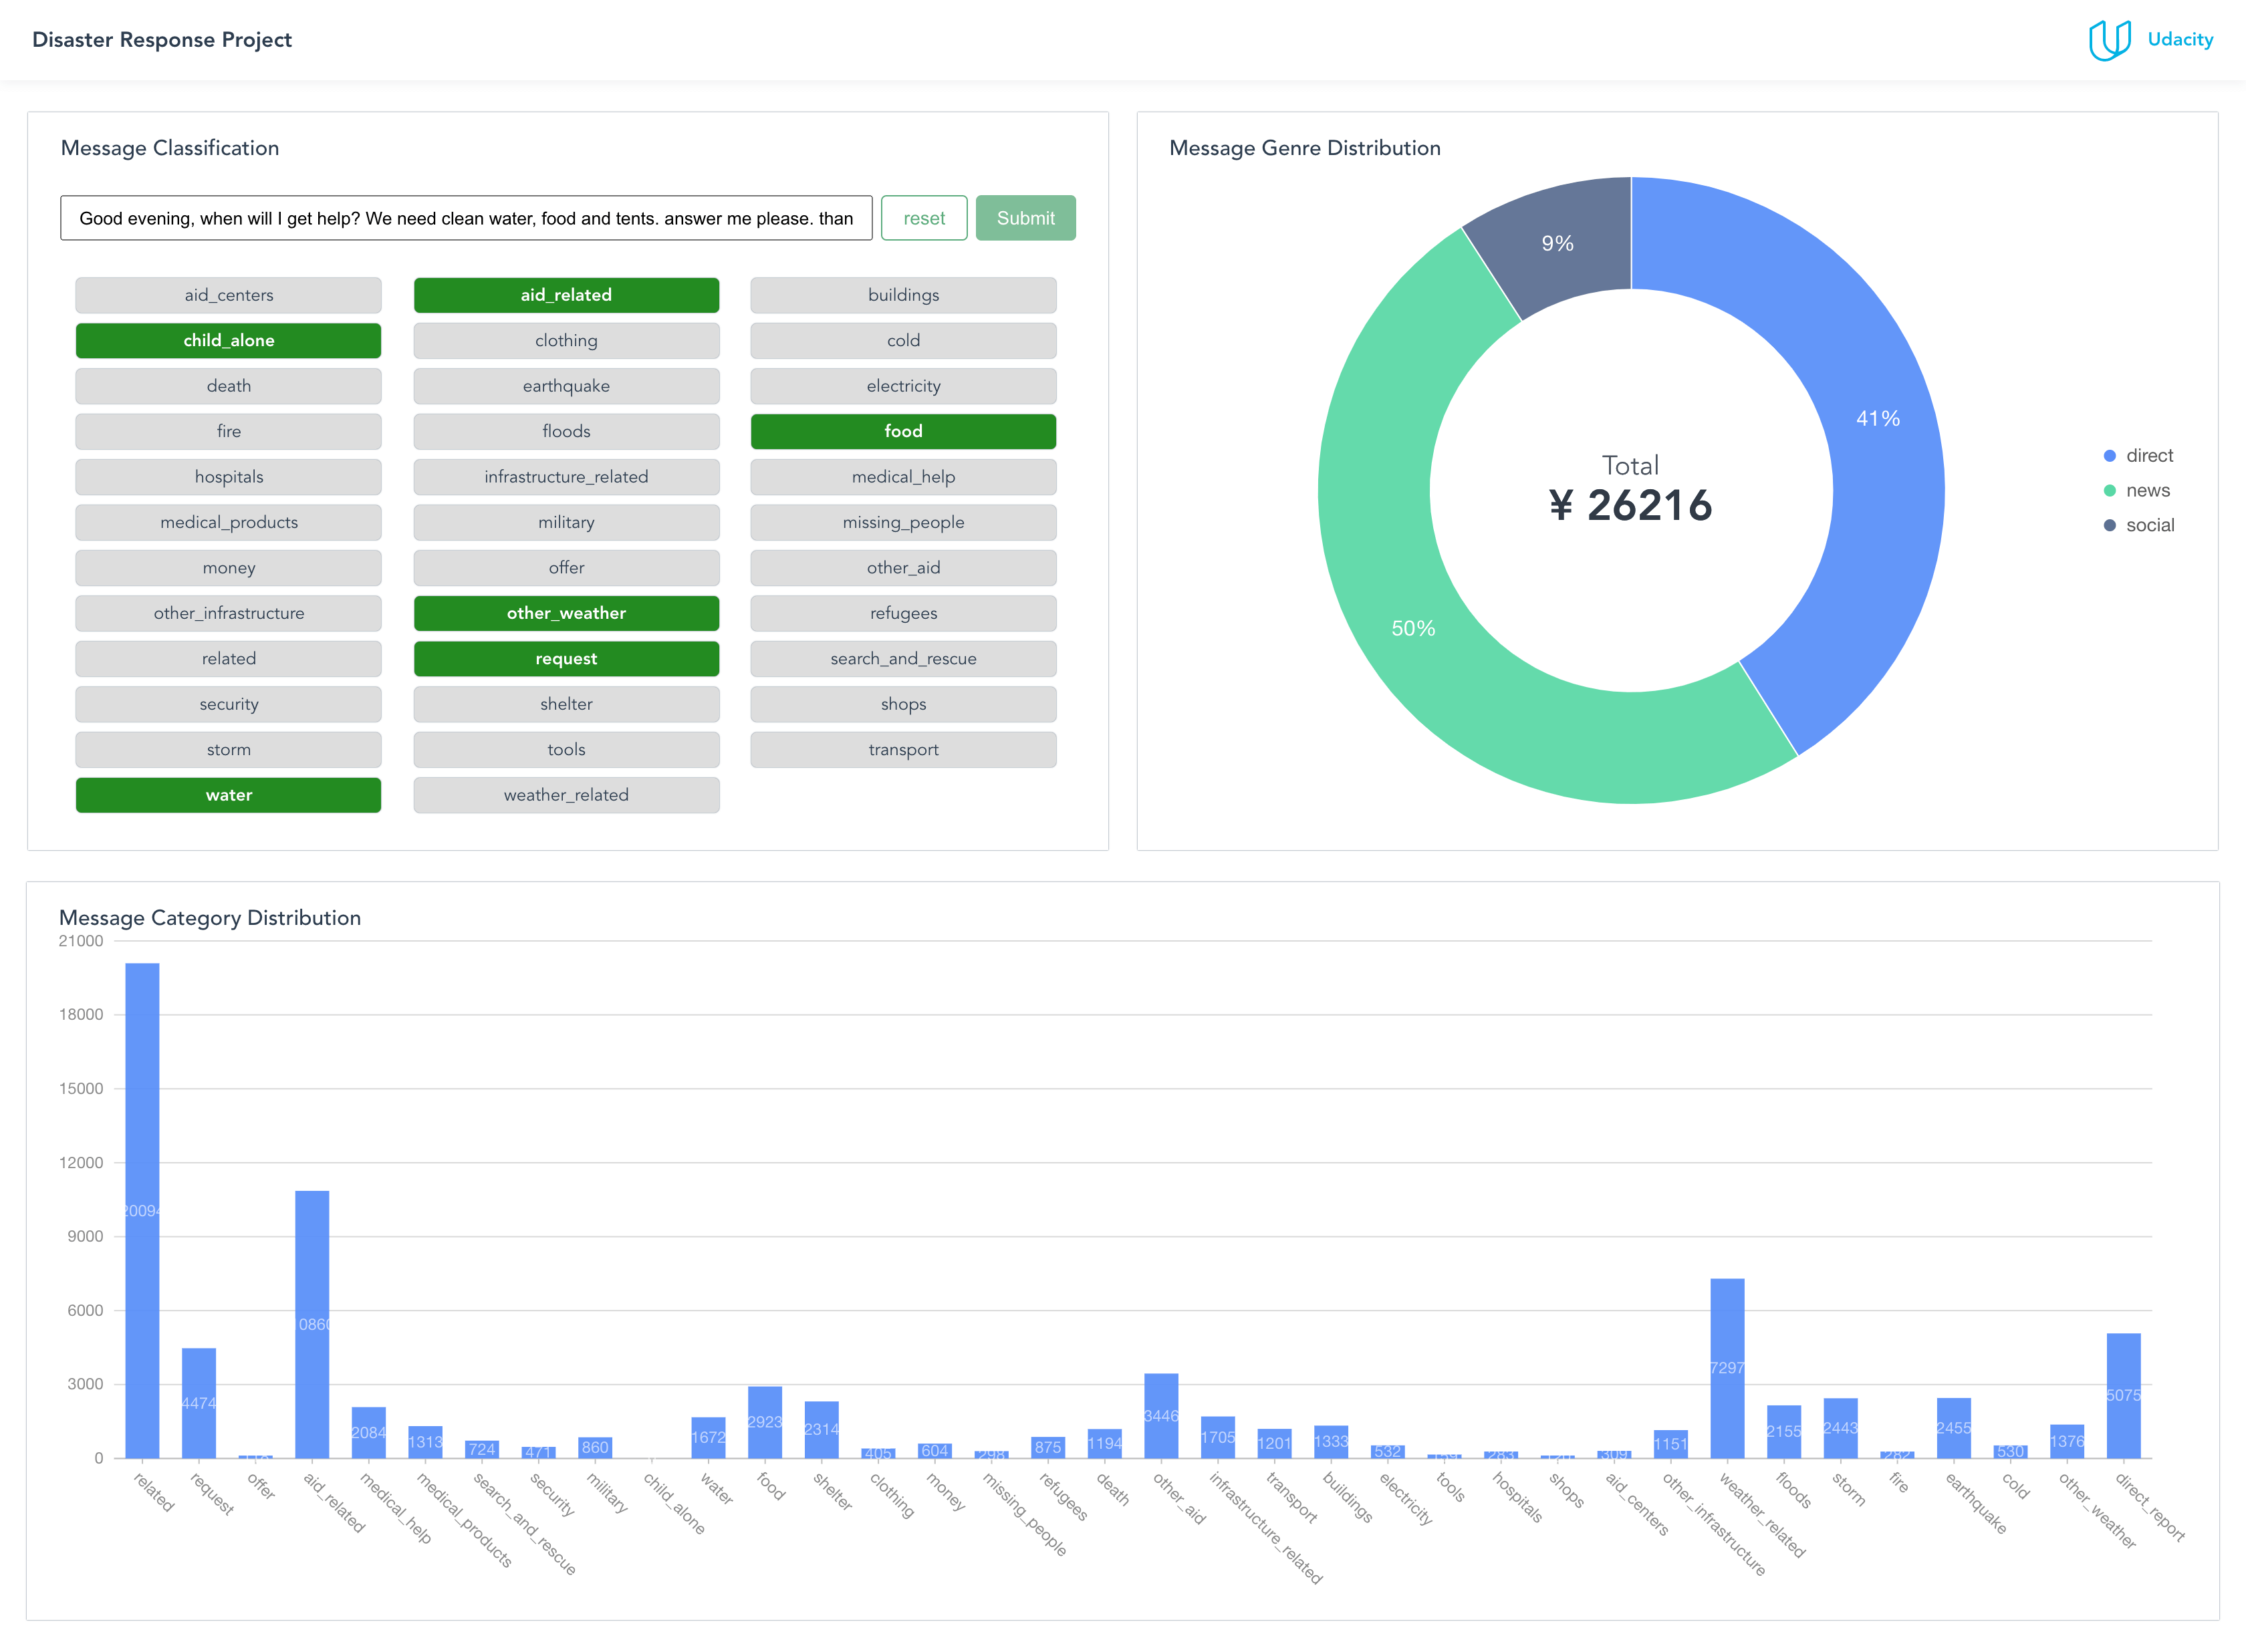 Disaster Response Project
Udacity
Message Classification
Good evening, when will I get help? We need clean water, food and tents. answer me please. than
reset
Submit
aid_centers
aid_related
buildings
child_alone
clothing
cold
death
earthquake
electricity
fire
floods
food
hospitals
infrastructure_related
medical_help
medical_products
military
missing_people
money
offer
other_aid
other_infrastructure
other_weather
refugees
related
request
search_and_rescue
security
shelter
shops
storm
tools
transport
water
weather_related
Message Genre Distribution
9%
41%
50%
Total
¥ 26216
direct
news
social
Message Category Distribution
21000
18000
15000
12000
9000
6000
3000
0
20094
4474
2084
1313
724
471
860
1672
2923
2314
405
604
298
875
1194
3446
1705
1201
1333
532
283
309
1151
7297
2155
2443
282
2455
530
1376
5075
related
request
offer
aid_related
medical_help
medical_products
search_and_rescue
security
military
child_alone
water
food
shelter
clothing
money
missing_people
refugees
death
other_aid
infrastructure_related
transport
buildings
electricity
tools
hospitals
shops
aid_centers
other_infrastructure
weather_related
floods
storm
fire
earthquake
cold
other_weather
direct_report